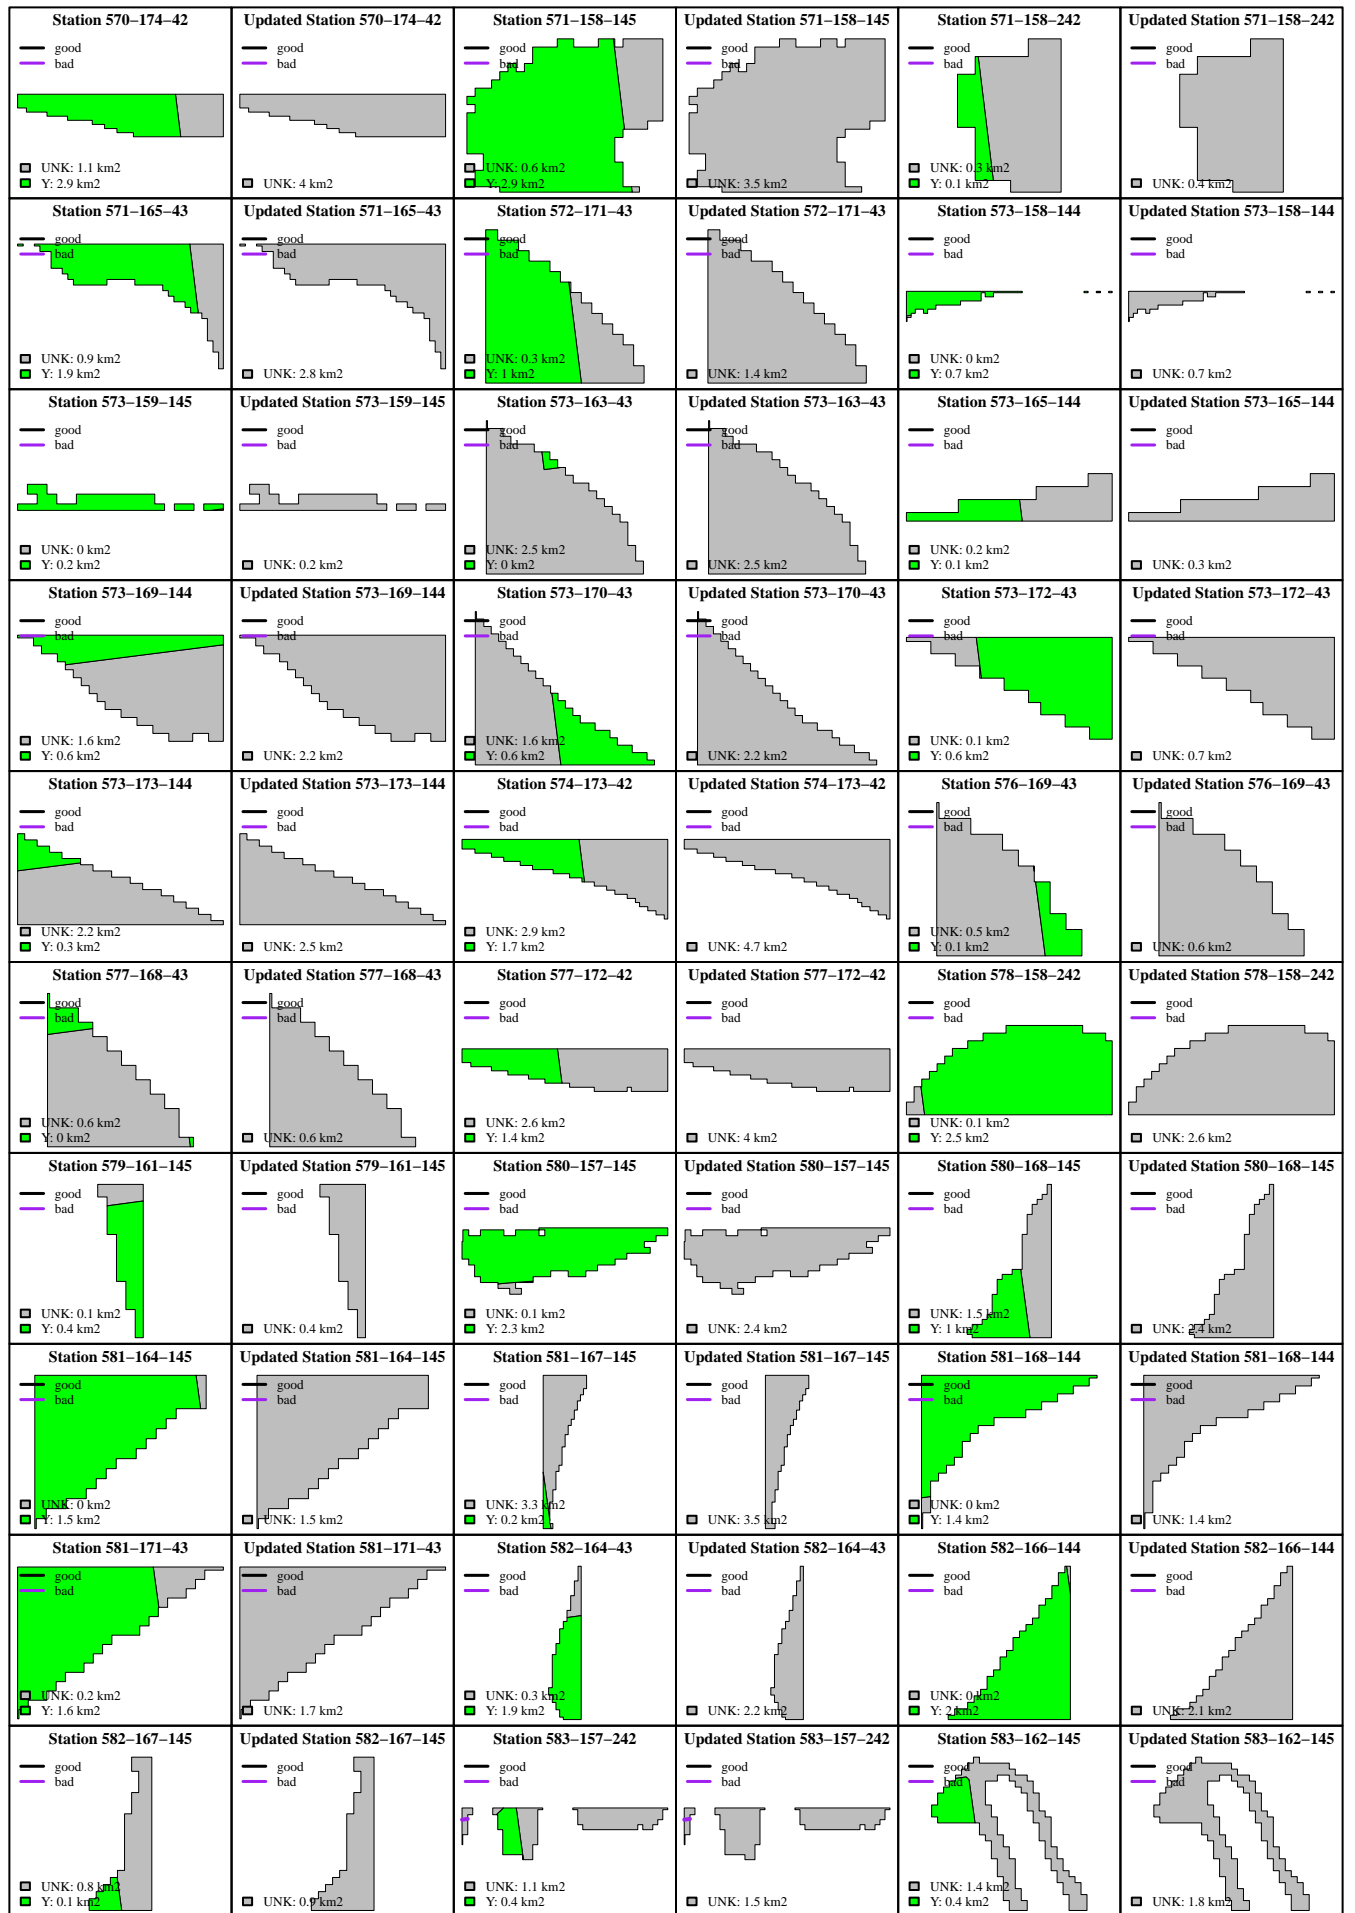 Station 570−174−42
good
bad
UNK: 1.1 km2
Y: 2.9 km2
Updated Station 570−174−42
good
bad
UNK: 4 km2
Station 571−158−145
good
bad
UNK: 0.6 km2
Y: 2.9 km2
Updated Station 571−158−145
good
bad
UNK: 3.5 km2
Station 571−158−242
good
bad
UNK: 0.3 km2
Y: 0.1 km2
Updated Station 571−158−242
good
bad
UNK: 0.4 km2
Station 571−165−43
good
bad
UNK: 0.9 km2
Y: 1.9 km2
Updated Station 571−165−43
good
bad
UNK: 2.8 km2
Station 572−171−43
good
bad
UNK: 0.3 km2
Y: 1 km2
Updated Station 572−171−43
good
bad
UNK: 1.4 km2
Station 573−158−144
good
bad
UNK: 0 km2
Y: 0.7 km2
Updated Station 573−158−144
good
bad
UNK: 0.7 km2
Station 573−159−145
good
bad
UNK: 0 km2
Y: 0.2 km2
Updated Station 573−159−145
good
bad
UNK: 0.2 km2
Station 573−163−43
good
bad
UNK: 2.5 km2
Y: 0 km2
Updated Station 573−163−43
good
bad
UNK: 2.5 km2
Station 573−165−144
good
bad
UNK: 0.2 km2
Y: 0.1 km2
Updated Station 573−165−144
good
bad
UNK: 0.3 km2
Station 573−169−144
good
bad
UNK: 1.6 km2
Y: 0.6 km2
Updated Station 573−169−144
good
bad
UNK: 2.2 km2
Station 573−170−43
good
bad
UNK: 1.6 km2
Y: 0.6 km2
Updated Station 573−170−43
good
bad
UNK: 2.2 km2
Station 573−172−43
good
bad
UNK: 0.1 km2
Y: 0.6 km2
Updated Station 573−172−43
good
bad
UNK: 0.7 km2
Station 573−173−144
good
bad
UNK: 2.2 km2
Y: 0.3 km2
Updated Station 573−173−144
good
bad
UNK: 2.5 km2
Station 574−173−42
good
bad
UNK: 2.9 km2
Y: 1.7 km2
Updated Station 574−173−42
good
bad
UNK: 4.7 km2
Station 576−169−43
good
bad
UNK: 0.5 km2
Y: 0.1 km2
Updated Station 576−169−43
good
bad
UNK: 0.6 km2
Station 577−168−43
good
bad
UNK: 0.6 km2
Y: 0 km2
Updated Station 577−168−43
good
bad
UNK: 0.6 km2
Station 577−172−42
good
bad
UNK: 2.6 km2
Y: 1.4 km2
Updated Station 577−172−42
good
bad
UNK: 4 km2
Station 578−158−242
good
bad
UNK: 0.1 km2
Y: 2.5 km2
Updated Station 578−158−242
good
bad
UNK: 2.6 km2
Station 579−161−145
good
bad
UNK: 0.1 km2
Y: 0.4 km2
Updated Station 579−161−145
good
bad
UNK: 0.4 km2
Station 580−157−145
good
bad
UNK: 0.1 km2
Y: 2.3 km2
Updated Station 580−157−145
good
bad
UNK: 2.4 km2
Station 580−168−145
good
bad
UNK: 1.5 km2
Y: 1 km2
Updated Station 580−168−145
good
bad
UNK: 2.4 km2
Station 581−164−145
good
bad
UNK: 0 km2
Y: 1.5 km2
Updated Station 581−164−145
good
bad
UNK: 1.5 km2
Station 581−167−145
good
bad
UNK: 3.3 km2
Y: 0.2 km2
Updated Station 581−167−145
good
bad
UNK: 3.5 km2
Station 581−168−144
good
bad
UNK: 0 km2
Y: 1.4 km2
Updated Station 581−168−144
good
bad
UNK: 1.4 km2
Station 581−171−43
good
bad
UNK: 0.2 km2
Y: 1.6 km2
Updated Station 581−171−43
good
bad
UNK: 1.7 km2
Station 582−164−43
good
bad
UNK: 0.3 km2
Y: 1.9 km2
Updated Station 582−164−43
good
bad
UNK: 2.2 km2
Station 582−166−144
good
bad
UNK: 0 km2
Y: 2 km2
Updated Station 582−166−144
good
bad
UNK: 2.1 km2
Station 582−167−145
good
bad
UNK: 0.8 km2
Y: 0.1 km2
Updated Station 582−167−145
good
bad
UNK: 0.9 km2
Station 583−157−242
good
bad
UNK: 1.1 km2
Y: 0.4 km2
Updated Station 583−157−242
good
bad
UNK: 1.5 km2
Station 583−162−145
good
bad
UNK: 1.4 km2
Y: 0.4 km2
Updated Station 583−162−145
good
bad
UNK: 1.8 km2